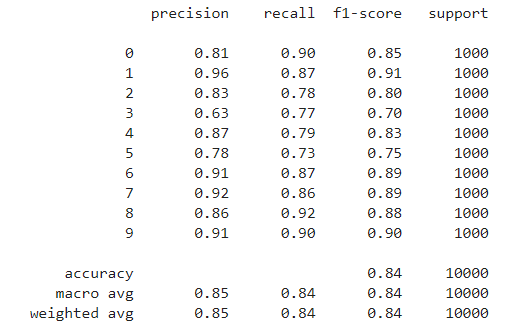 precision recall f1-score support
0 0.81 0.90 0.85 1000
1 0.96 0.87 0.91 1000
2 0.83 0.78 0.80 1000
3 0.63 0.77 0.70 1000
4 0.87 0.79 0.83 1000
5 0.78 0.73 0.75 1000
6 0.91 0.87 0.89 1000
7 0.92 0.86 0.89 1000
8 0.86 0.92 0.88 1000
9 0.91 0.90 0.90 1000
accuracy 0.84 10000
macro avg 0.85 0.84 0.84 10000
weighted avg 0.85 0.84 0.84 10000